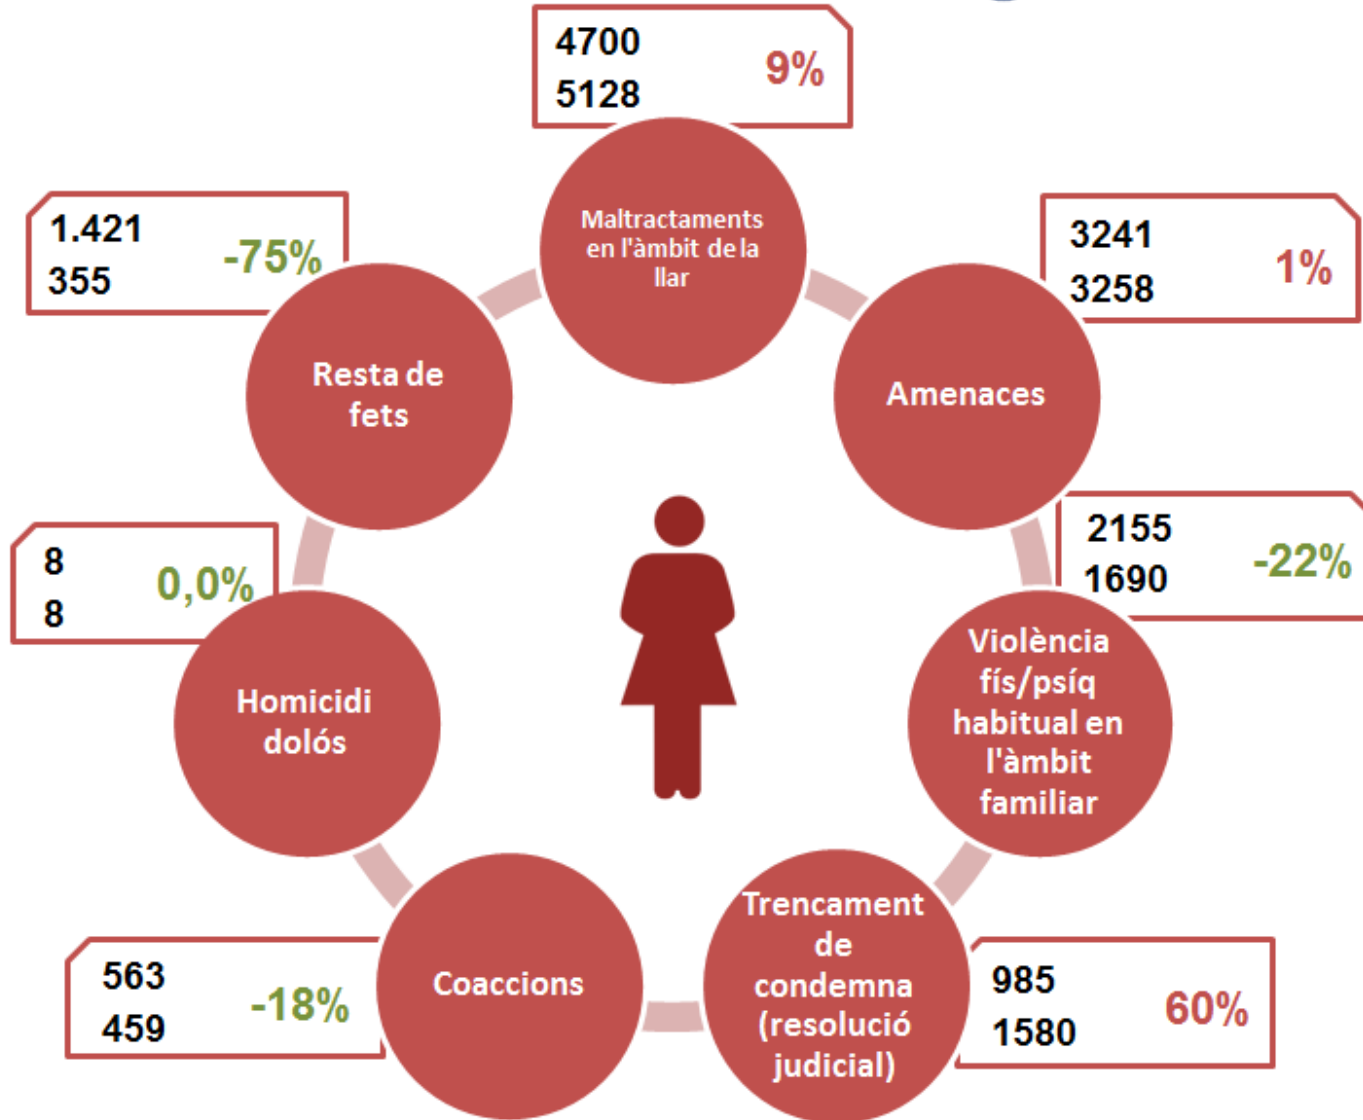 4700
5128
9%
Maltractaments
en l'àmbit de la
llar
3241
3258
1%
Amenaces
2155
1690
-22%
Violència
fís/psíq
habitual en
l'àmbit
familiar
985
1580
60%
Trencament
de
condemna
(resolució
judicial)
563
459
-18%
Coaccions
8
8
0,0%
Homicidi
dolós
1.421
355
-75%
Resta de
fets